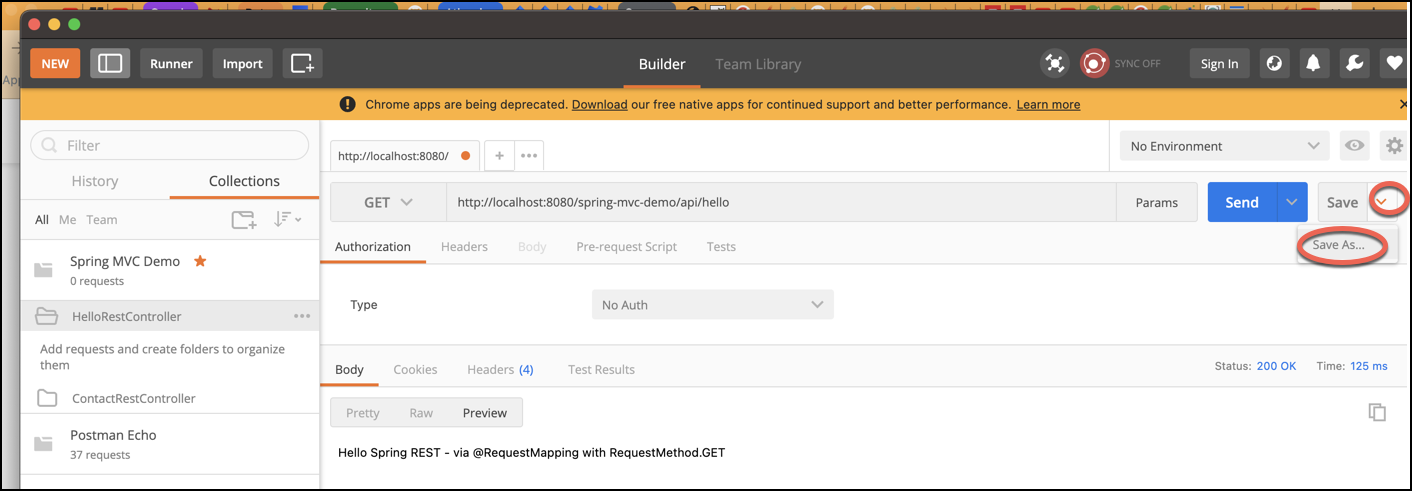 NEW Runner Import Builder Team Library SYNC OFF Sign In
Chrome apps are being deprecated. Download our free native apps for continued support and better performance. Learn more
Filter
History Collections
All Me Team
Spring MVC Demo
0 requests
HelloRestController
Add requests and create folders to organize
them
ContactRestController
Postman Echo
37 requests
http://localhost:8080/
No Environment
GET http://localhost:8080/spring-mvc-demo/api/hello Params Send Save
Save As...
Authorization Headers Body Pre-request Script Tests
Type No Auth
Body Cookies Headers (4) Test Results Status: 200 OK Time: 125 ms
Pretty Raw Preview
Hello Spring REST - via @RequestMapping with RequestMethod.GET